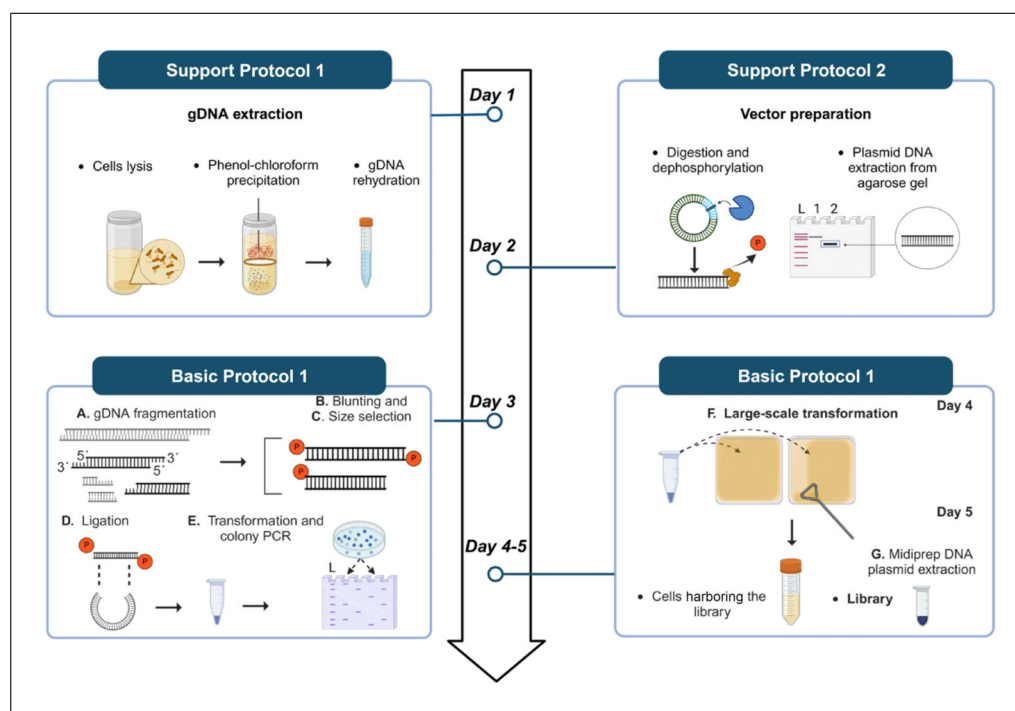 Support Protocol 1
gDNA extraction
• Cells lysis
• Phenol-chloroform
precipitation
• gDNA
rehydration
Day 1
Support Protocol 2
Vector preparation
• Digestion and
dephosphorylation
P
• Plasmid DNA
extraction from
agarose gel
L 1 2
Day 2
Basic Protocol 1
A. gDNA fragmentation
5´ 3´
3´ 5´
B. Blunting and
C. Size selection
P
P
P
D. Ligation
P
P
E. Transformation and
colony PCR
L
Day 3
Basic Protocol 1
Day 4
F. Large-scale transformation
Day 5
G. Midiprep DNA
plasmid extraction
• Cells harboring the
library
• Library
Day 4-5